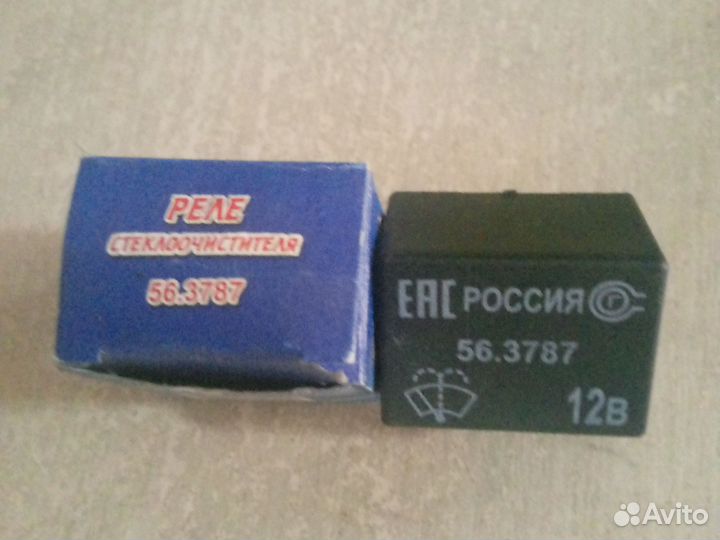 РЕЛЕ
СТЕКЛООЧИСТИТЕЛЯ
56.3787
ЕАС РОССИЯ
56.3787
12В
Avito